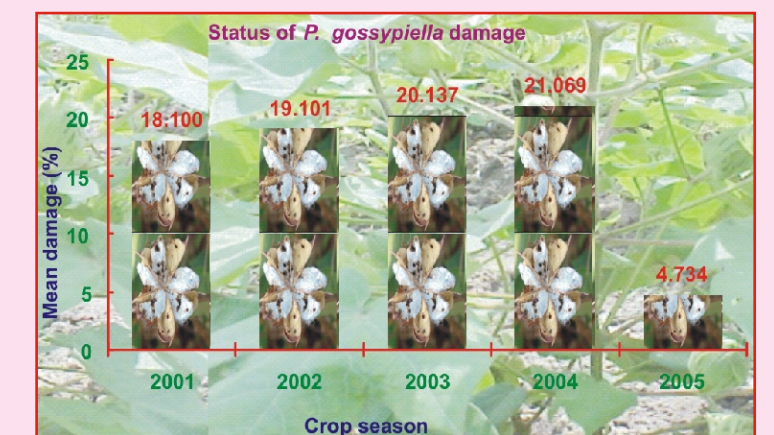 Status of P. gossypiella damage
Mean damage (%)
25
20
15
10
5
0
18.100
19.101
20.137
21.069
4.734
2001 2002 2003 2004 2005
Crop season